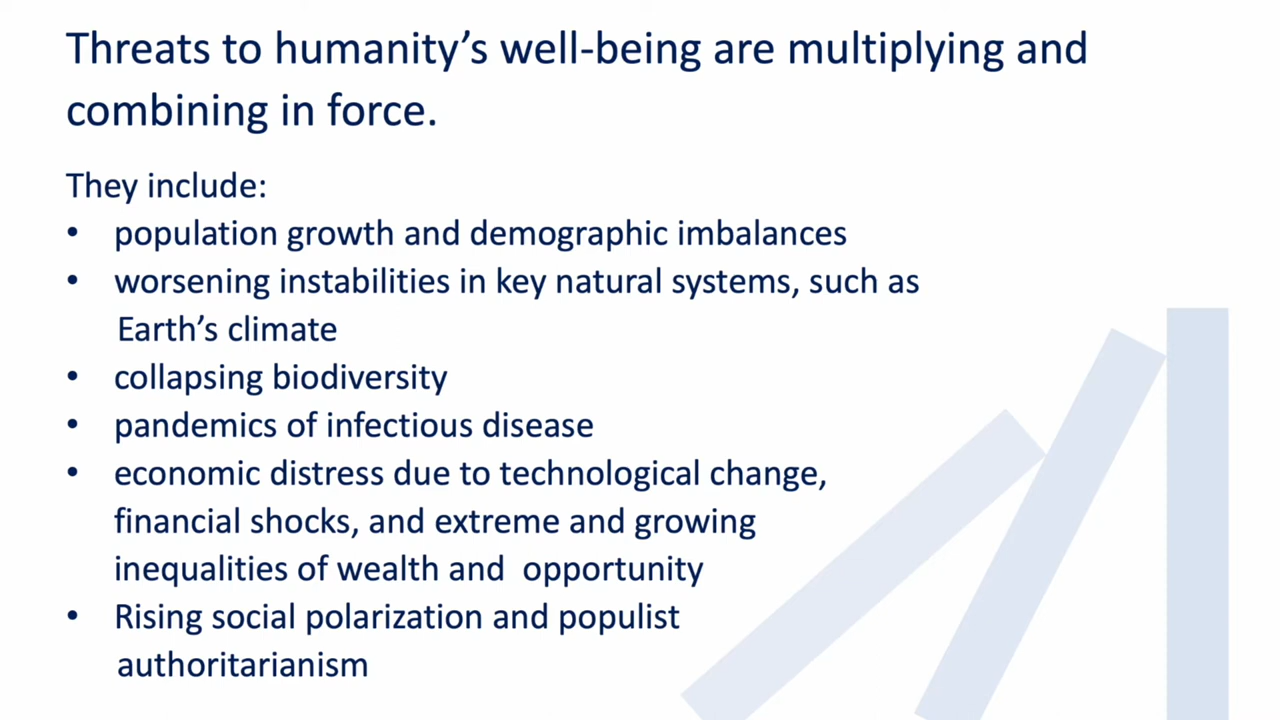 Threats to humanity’s well-being are multiplying and
combining in force.
They include:
• population growth and demographic imbalances
• worsening instabilities in key natural systems, such as
Earth’s climate
• collapsing biodiversity
• pandemics of infectious disease
• economic distress due to technological change,
financial shocks, and extreme and growing
inequalities of wealth and  opportunity
• Rising social polarization and populist
authoritarianism